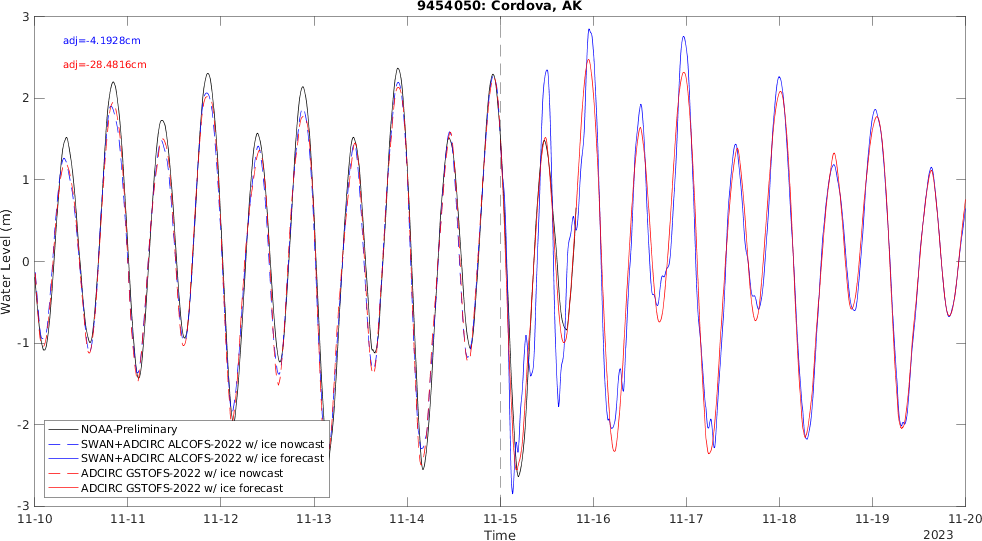 9454050: Cordova, AK
3
adj=-4.1928cm
adj=-28.4816cm
2
1
0
-1
-2
-3
Water Level (m)
NOAA-Preliminary
SWAN+ADCIRC ALCOFS-2022 w/ ice nowcast
SWAN+ADCIRC ALCOFS-2022 w/ ice forecast
ADCIRC GSTOFS-2022 w/ ice nowcast
ADCIRC GSTOFS-2022 w/ ice forecast
11-10 11-11 11-12 11-13 11-14 11-15 11-16 11-17 11-18 11-19 11-20
Time
2023